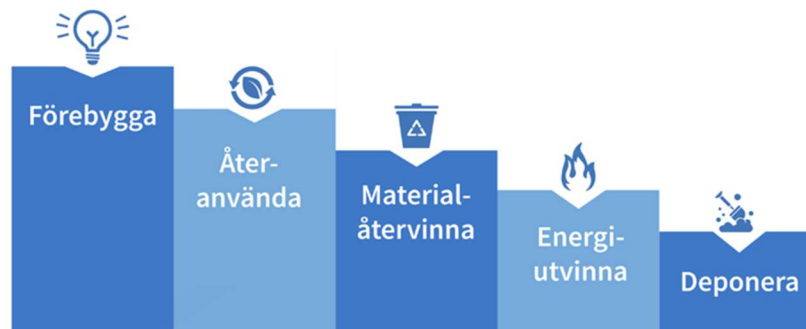 Förebygga
Åter-
använda
Material-
återvinna
Energi-
utvinna
Deponera